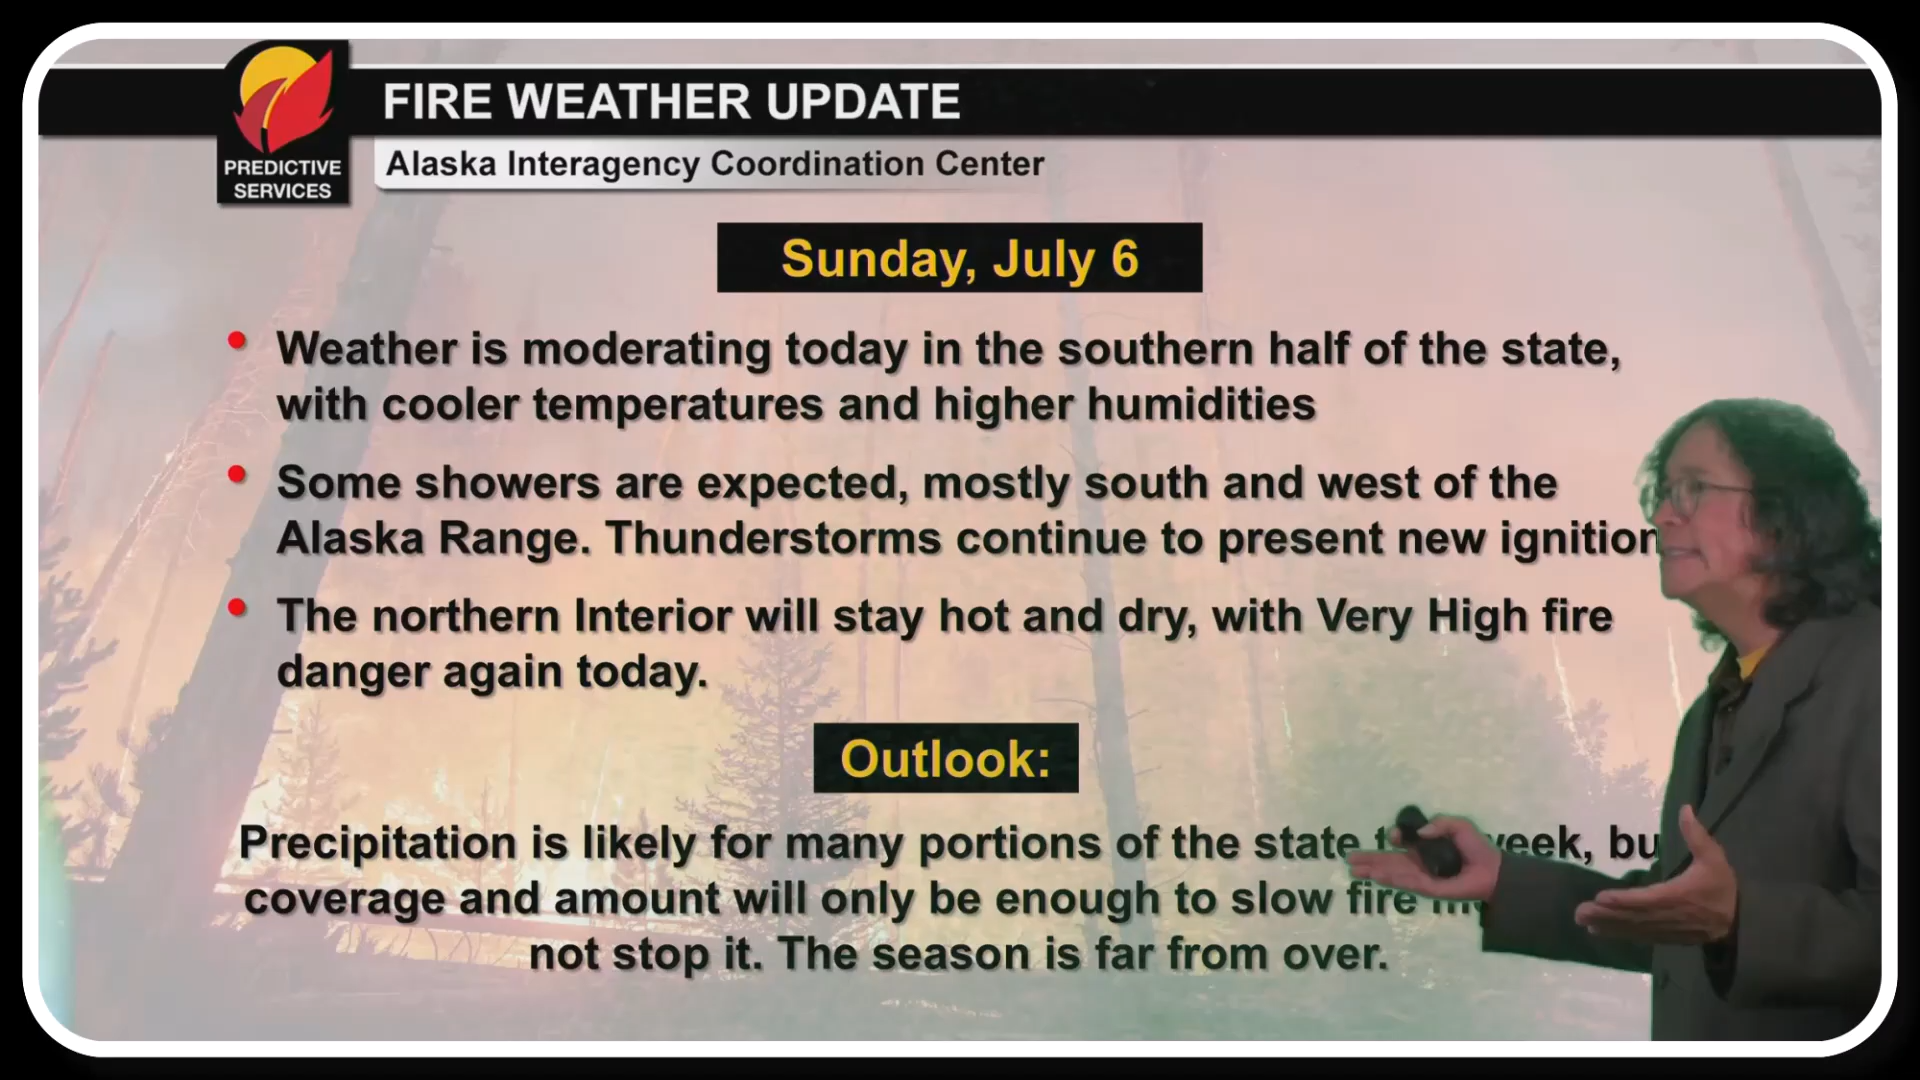 FIRE WEATHER UPDATE
PREDICTIVE
SERVICES
Alaska Interagency Coordination Center
Sunday, July 6
• Weather is moderating today in the southern half of the state,
with cooler temperatures and higher humidities
• Some showers are expected, mostly south and west of the
Alaska Range. Thunderstorms continue to present new ignition
• The northern Interior will stay hot and dry, with Very High fire
danger again today.
Outlook:
Precipitation is likely for many portions of the state week, bu
coverage and amount will only be enough to slow fire
not stop it. The season is far from over.